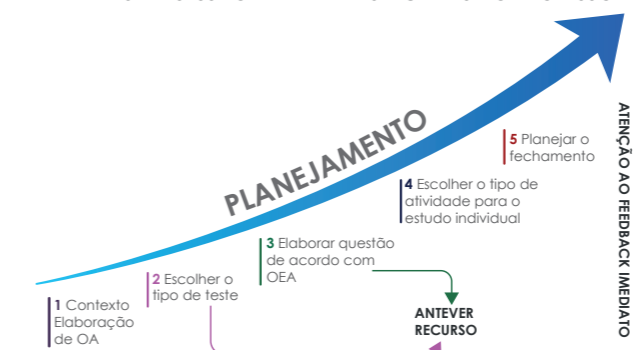 PLANEJAMENTO
5 Planejar o
fechamento
4 Escolher o tipo de
atividade para o
estudo individual
3 Elaborar questão
de acordo com
OEA
2 Escolher o
tipo de teste
1 Contexto
Elaboração
de OA
ANTEVER
RECURSO
ATENÇÃO AO FEEDBACK IMEDIATO